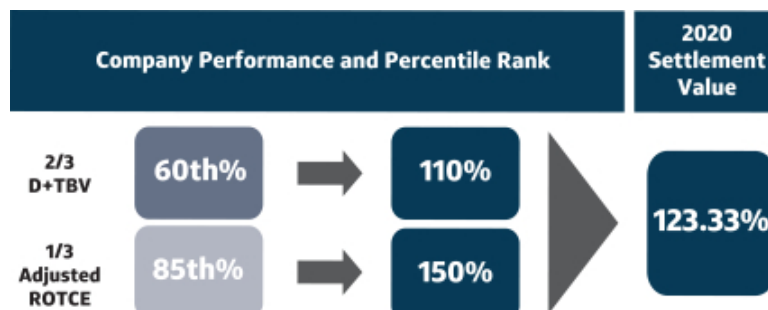 Company Performance and Percentile Rank
2020
Settlement
Value
2/3
D+TBV
60th%
110%
1/3
Adjusted
ROTCE
85th%
150%
123.33%